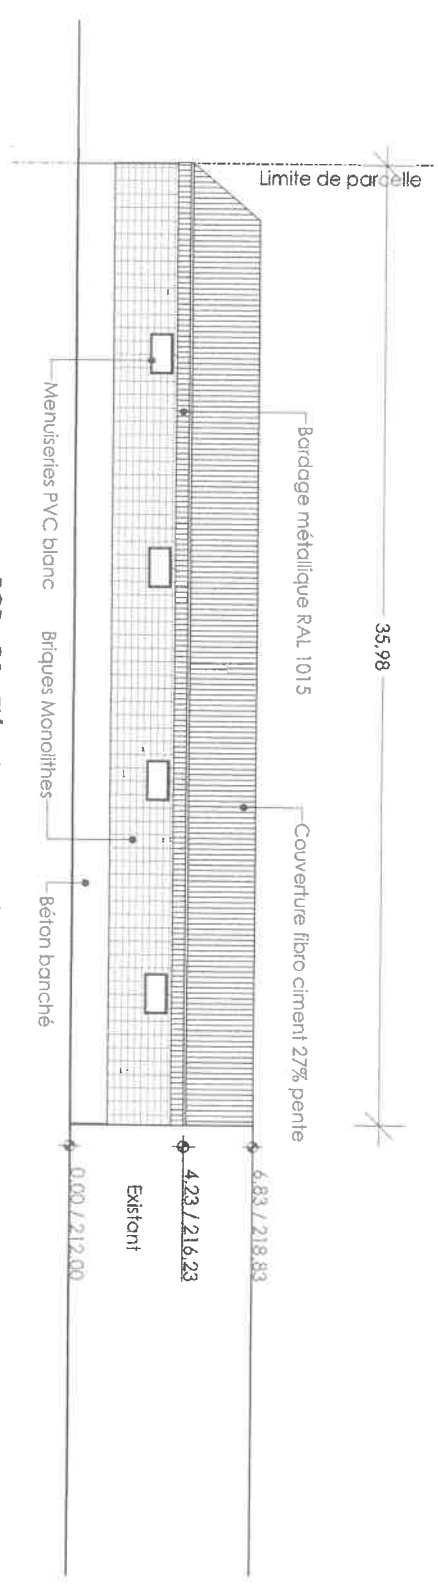 Limite de parcelle
35,98
Bardage métallique RAL 1015
Couverture fibro ciment 27% pente
Menuiseries PVC blanc
Briques Monolithes
Béton banché
6,83 / 218,83
4,23 / 216,23
Existant
0,00 / 212,00